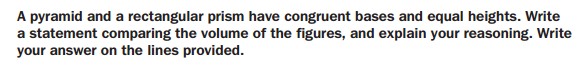 A pyramid and a rectangular prism have congruent bases and equal heights. Write
a statement comparing the volume of the figures, and explain your reasoning. Write
your answer on the lines provided.